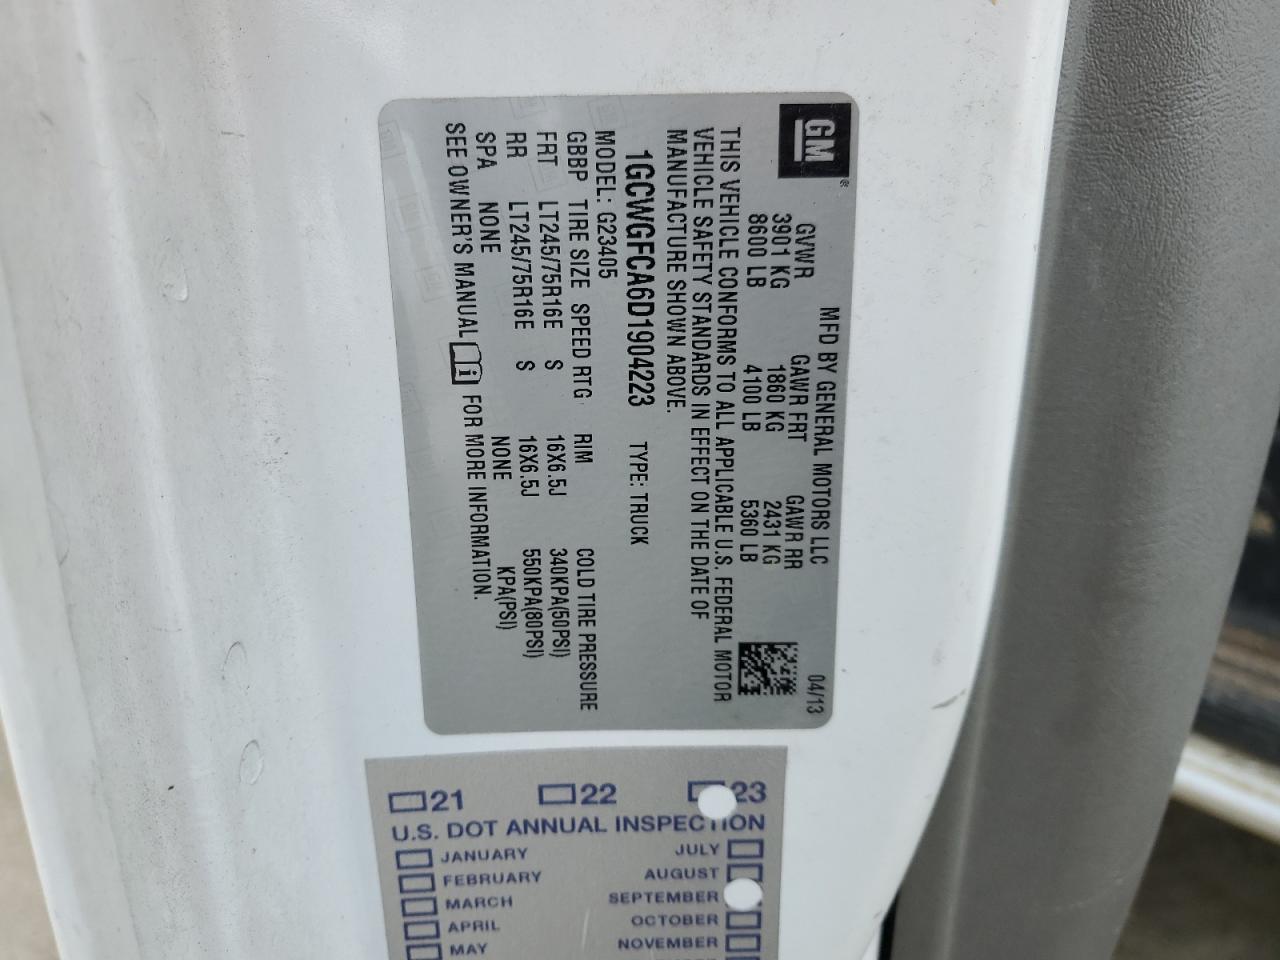 GM®
MFD BY GENERAL MOTORS LLC 04/13
GVWR GAWR FRT GAWR RR
3901 KG 1860 KG 2431 KG
8600 LB 4100 LB 5360 LB
THIS VEHICLE CONFORMS TO ALL APPLICABLE U.S. FEDERAL MOTOR
VEHICLE SAFETY STANDARDS IN EFFECT ON THE DATE OF
MANUFACTURE SHOWN ABOVE.
1GCWGFCA6D1904223 TYPE: TRUCK
MODEL: G23405
GBBP TIRE SIZE SPEED RTG RIM COLD TIRE PRESSURE
FRT LT245/75R16E S 16X6.5J 340KPA(50PSI)
RR LT245/75R16E S 16X6.5J 550KPA(80PSI)
SPA NONE NONE KPA(PSI)
SEE OWNER'S MANUAL i FOR MORE INFORMATION.
21 22 23
U.S. DOT ANNUAL INSPECTION
JANUARY JULY
FEBRUARY AUGUST
MARCH SEPTEMBER
APRIL OCTOBER
MAY NOVEMBER